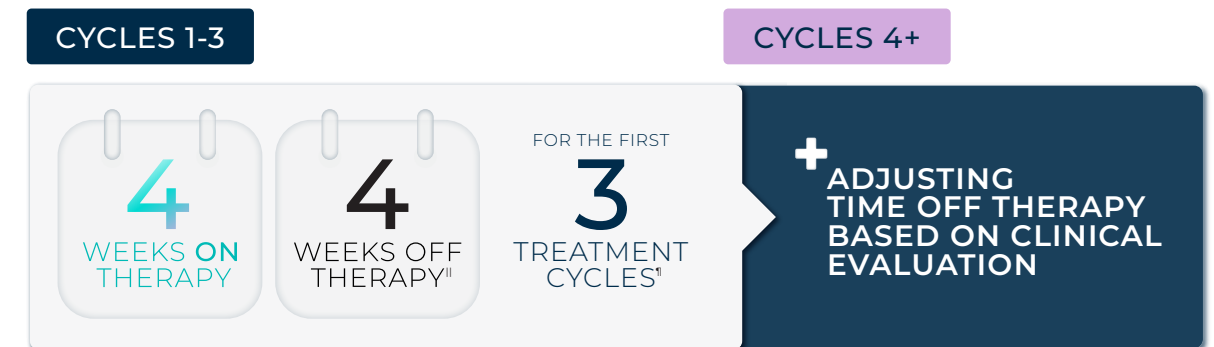 CYCLES 1-3
CYCLES 4+
4
WEEKS ON
THERAPY
4
WEEKS OFF
THERAPY||
FOR THE FIRST
3
TREATMENT
CYCLES¶
+
ADJUSTING
TIME OFF THERAPY
BASED ON CLINICAL
EVALUATION